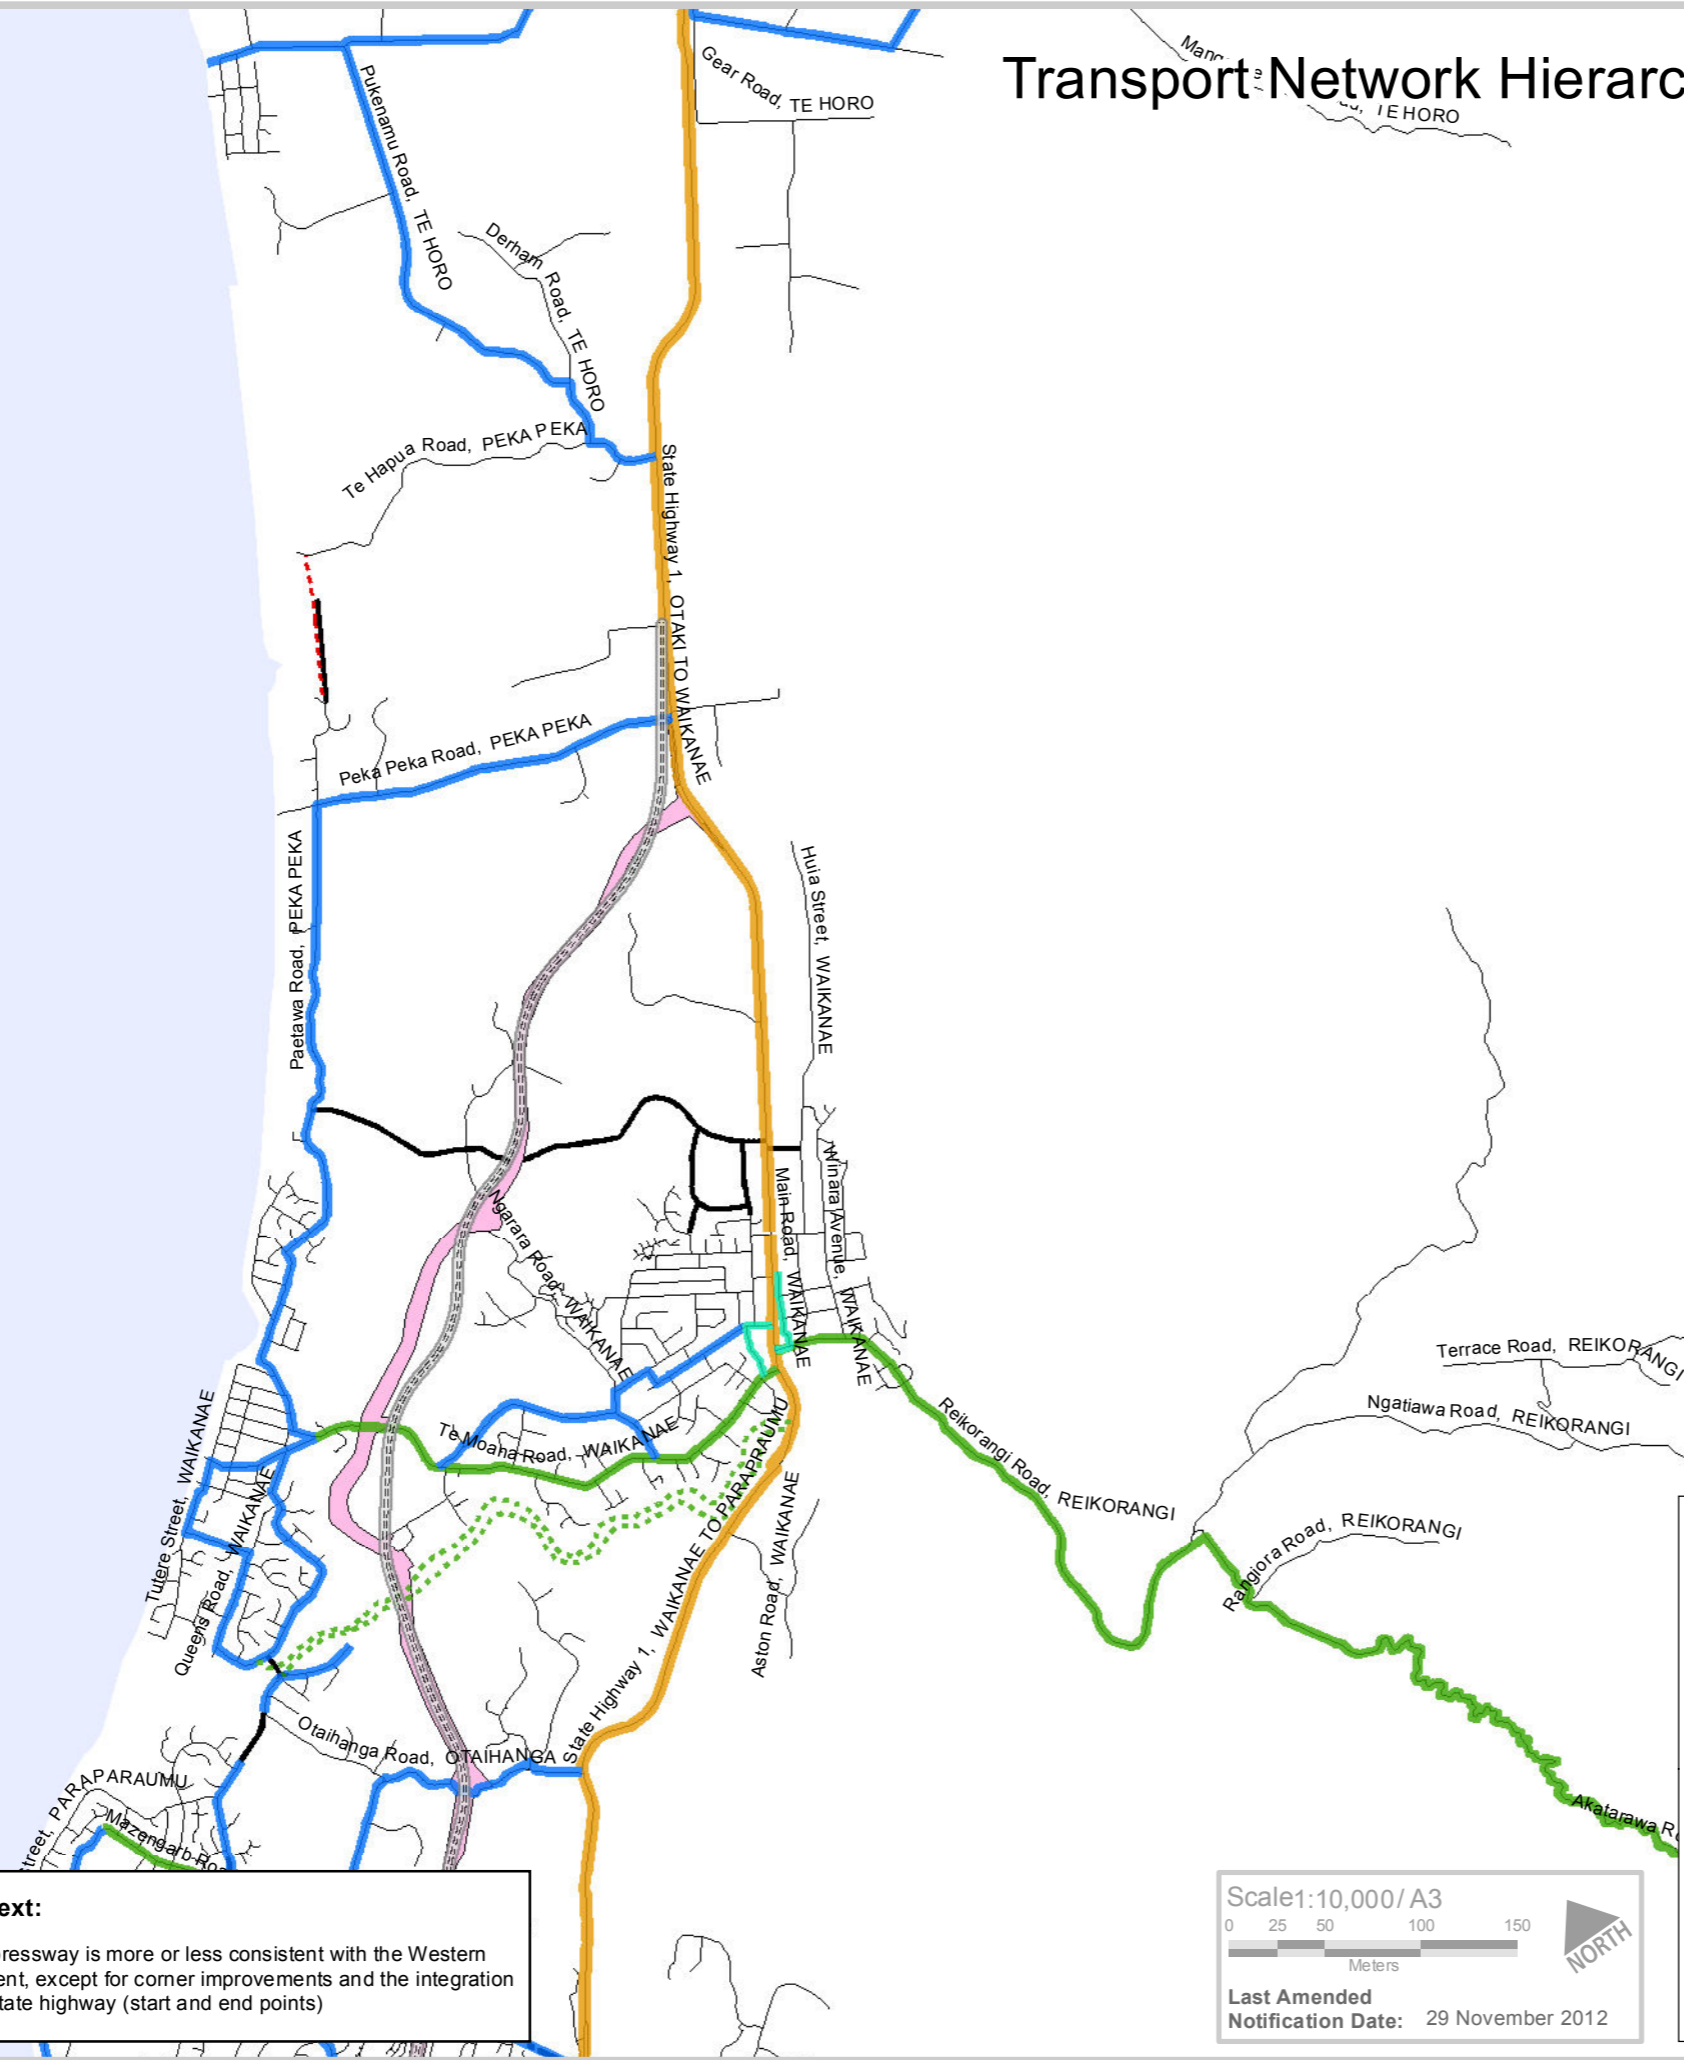 Transport Network Hierarc
Gear Road, TE HORO
TE HORO
Pukenamu Road, TE HORO
Derham Road, TE HORO
Te Hapua Road, PEKA PEKA
State Highway 1, OTAKI TO WAIKANAE
Peka Peka Road, PEKA PEKA
Paetawa Road, PEKA PEKA
Huia Street, WAIKANAE
Winara Avenue, WAIKANAE
Main Road, WAIKANAE
Ngarara Road, WAIKANAE
Te Moana Road, WAIKANAE
Terrace Road, REIKORANGI
Ngatiawa Road, REIKORANGI
Reikorangi Road, REIKORANGI
Rangiora Road, REIKORANGI
Tutere Street, WAIKANAE
Queens Road, WAIKANAE
State Highway 1, WAIKANAE TO PARAPRAUMU
Aston Road, WAIKANAE
Otaihanga Road, OTAIHANGA
treet, PARAPARAUMU
Mazengarb Roa
Akatarawa R
ext:
ressway is more or less consistent with the Western
ent, except for corner improvements and the integration
tate highway (start and end points)
Scale1:10,000/ A3
0 25 50 100 150
Meters
NORTH
Last Amended
Notification Date: 29 November 2012